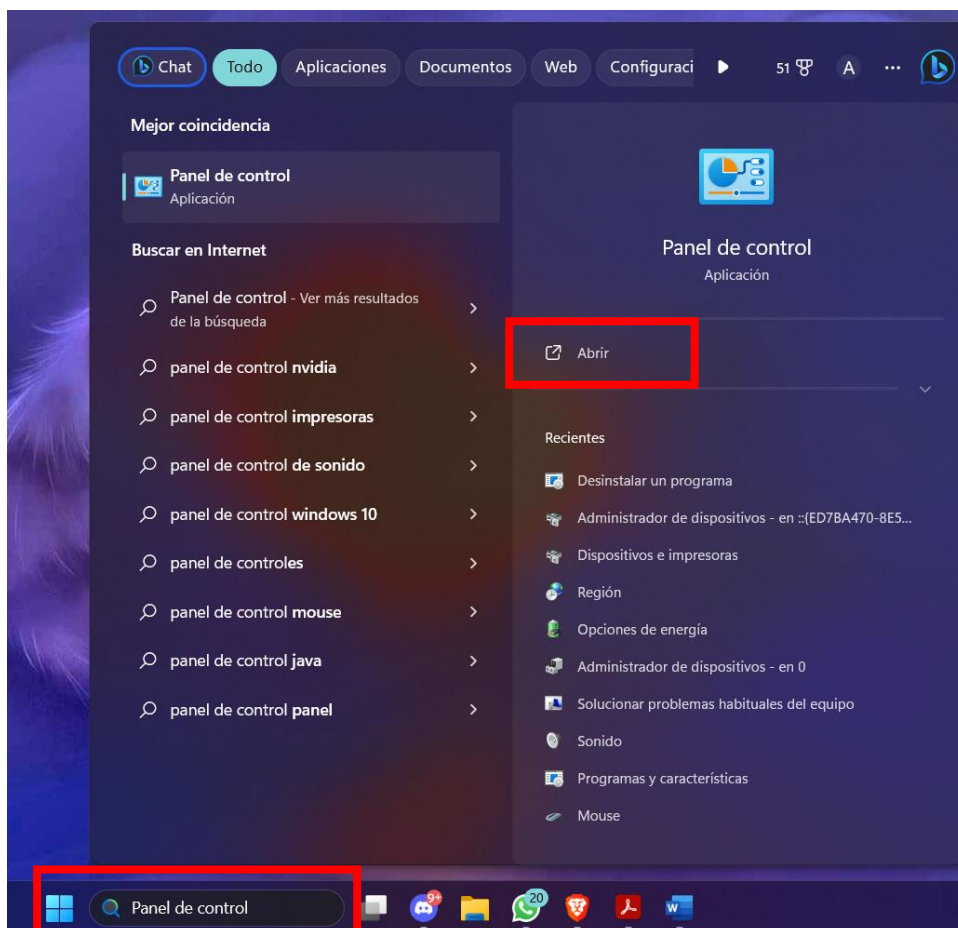 Chat Todo Aplicaciones Documentos Web Configuraci 51 A ...
Mejor coincidencia
Panel de control
Aplicación
Buscar en Internet
Panel de control - Ver más resultados
de la búsqueda
panel de control nvidia
panel de control impresoras
panel de control de sonido
panel de control windows 10
panel de controles
panel de control mouse
panel de control java
panel de control panel
Panel de control
Aplicación
Abrir
Recientes
Desinstalar un programa
Administrador de dispositivos - en ::{ED7BA470-8E5...
Dispositivos e impresoras
Región
Opciones de energía
Administrador de dispositivos - en 0
Solucionar problemas habituales del equipo
Sonido
Programas y características
Mouse
Panel de control 9+ 20 W